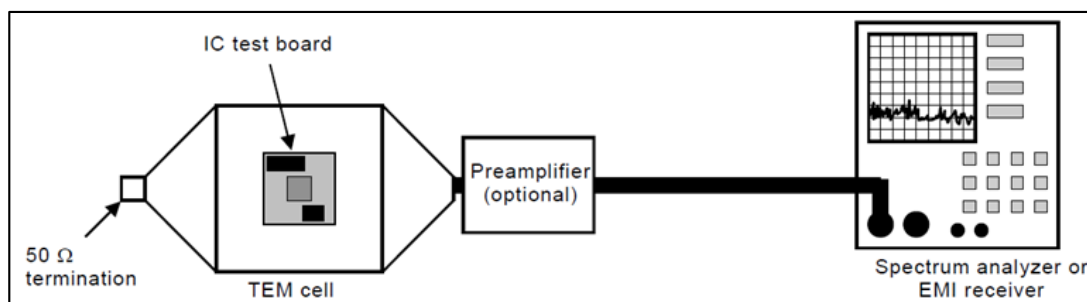 IC test board
Preamplifier
(optional)
50 Ω
termination
TEM cell
Spectrum analyzer or
EMI receiver